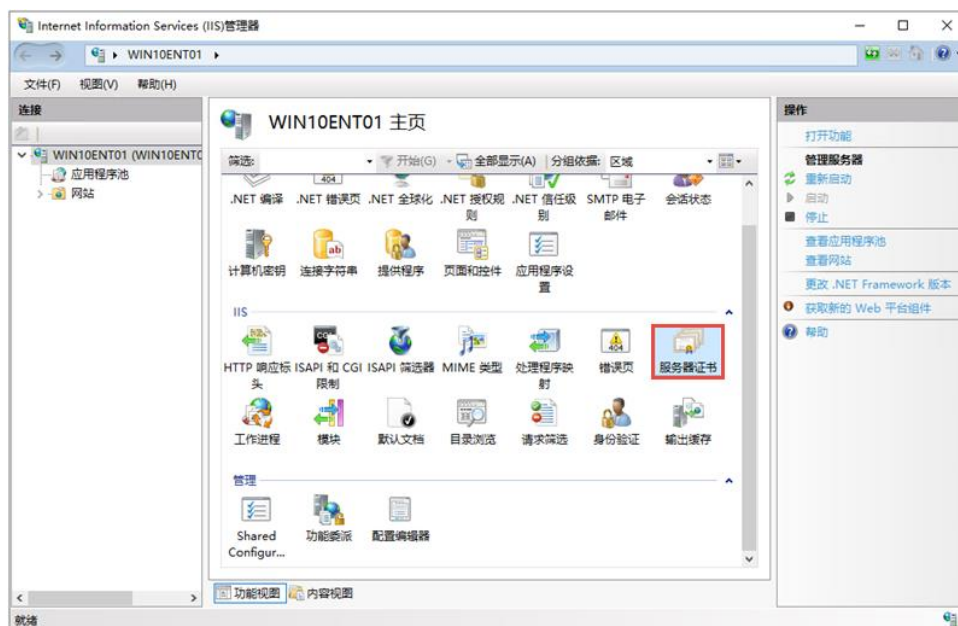 Internet Information Services (IIS)管理器
WIN10ENT01
文件(F) 视图(V) 帮助(H)
连接
WIN10ENT01 (WIN10ENTC
应用程序池
网站
WIN10ENT01 主页
筛选: 开始(G) 全部显示(A) 分组依据: 区域
404
.NET 编译 .NET 错误页 .NET 全球化 .NET 授权规则 .NET 信任级别 SMTP 电子邮件 会话状态
ab
计算机密钥 连接字符串 提供程序 页面和控件 应用程序设置
IIS
CGI
404
HTTP 响应标头 ISAPI 和 CGI 限制 ISAPI 筛选器 MIME 类型 处理程序映射 错误页 服务器证书
工作进程 模块 默认文档 目录浏览 请求筛选 身份验证 输出缓存
管理
Shared Configur... 功能委派 配置编辑器
功能视图 内容视图
操作
打开功能
管理服务器
重新启动
启动
停止
查看应用程序池
查看网站
更改 .NET Framework 版本
获取新的 Web 平台组件
帮助
就绪